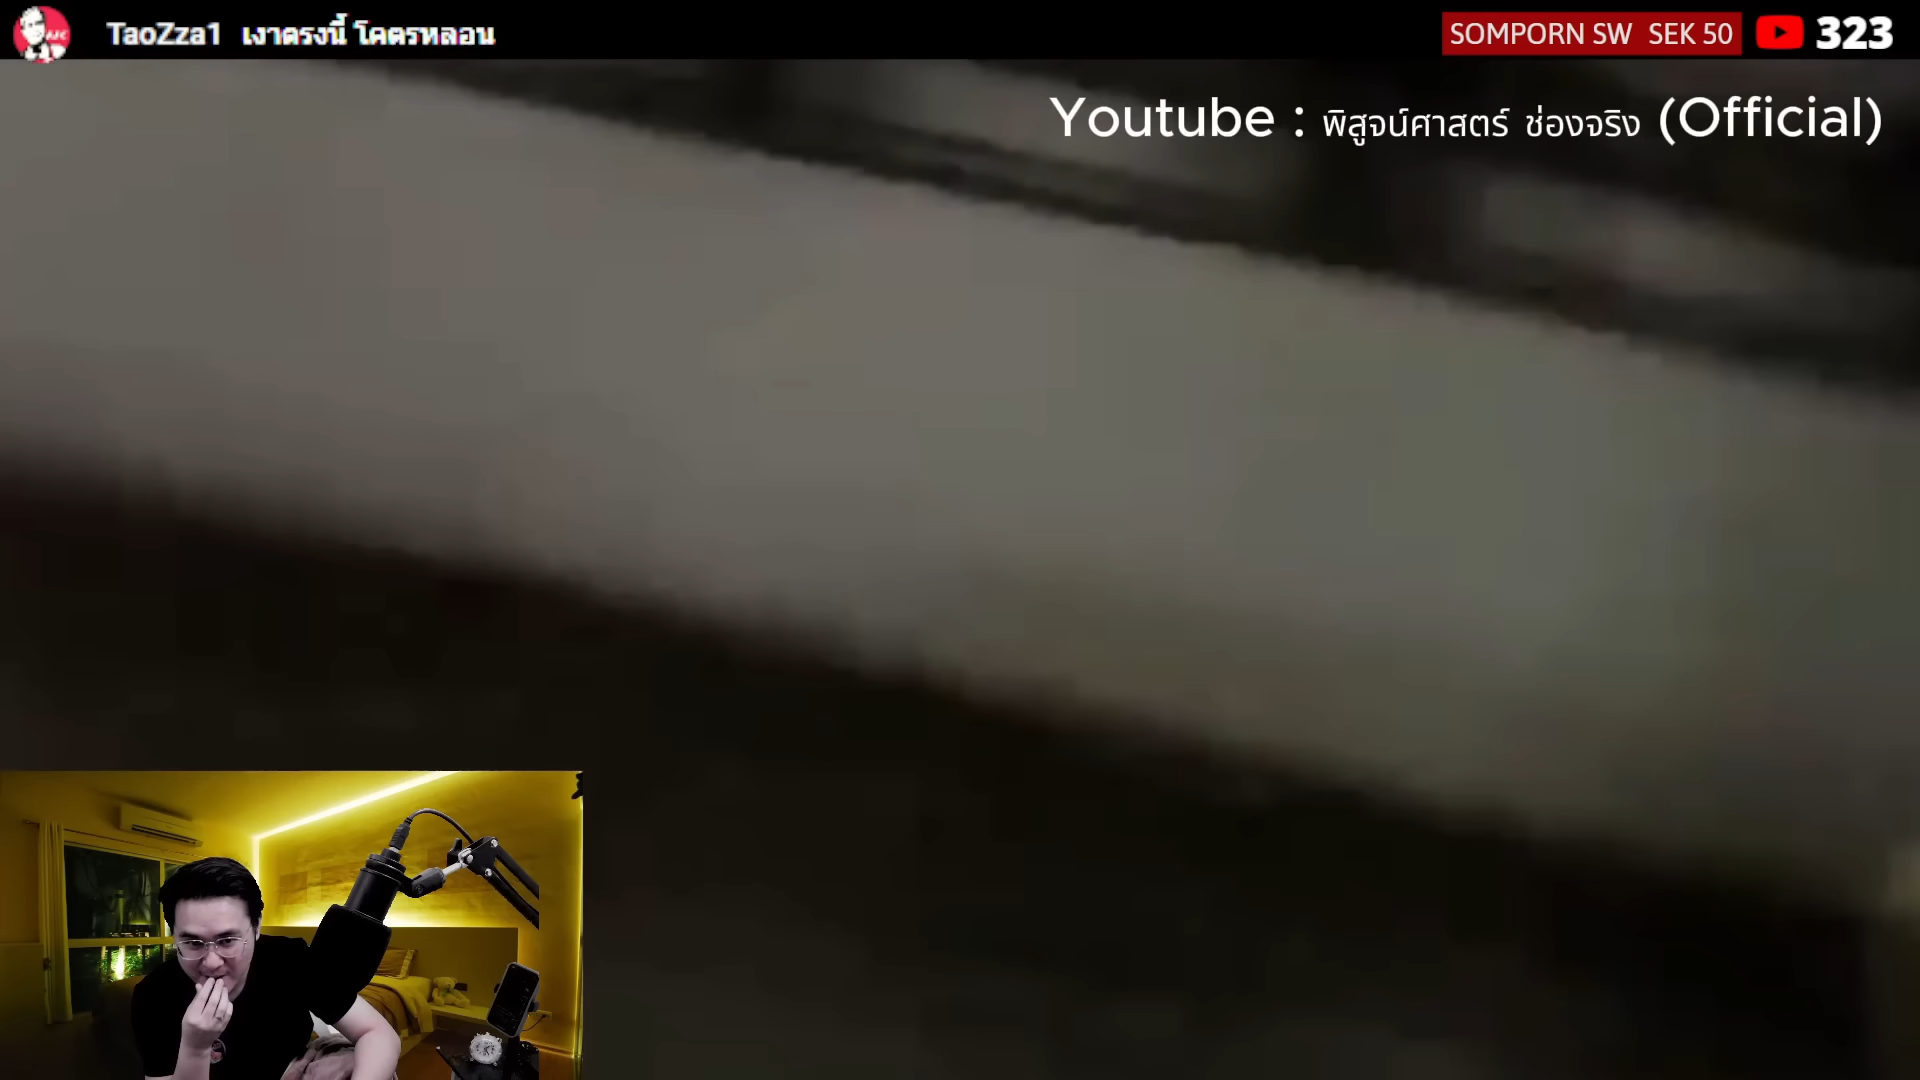 TaoZza1 เงาตรงนี้ โคตรหลอน
SOMPORN SW SEK 50
323
Youtube : พิสูจน์ศาสตร์ ช่องจริง (Official)